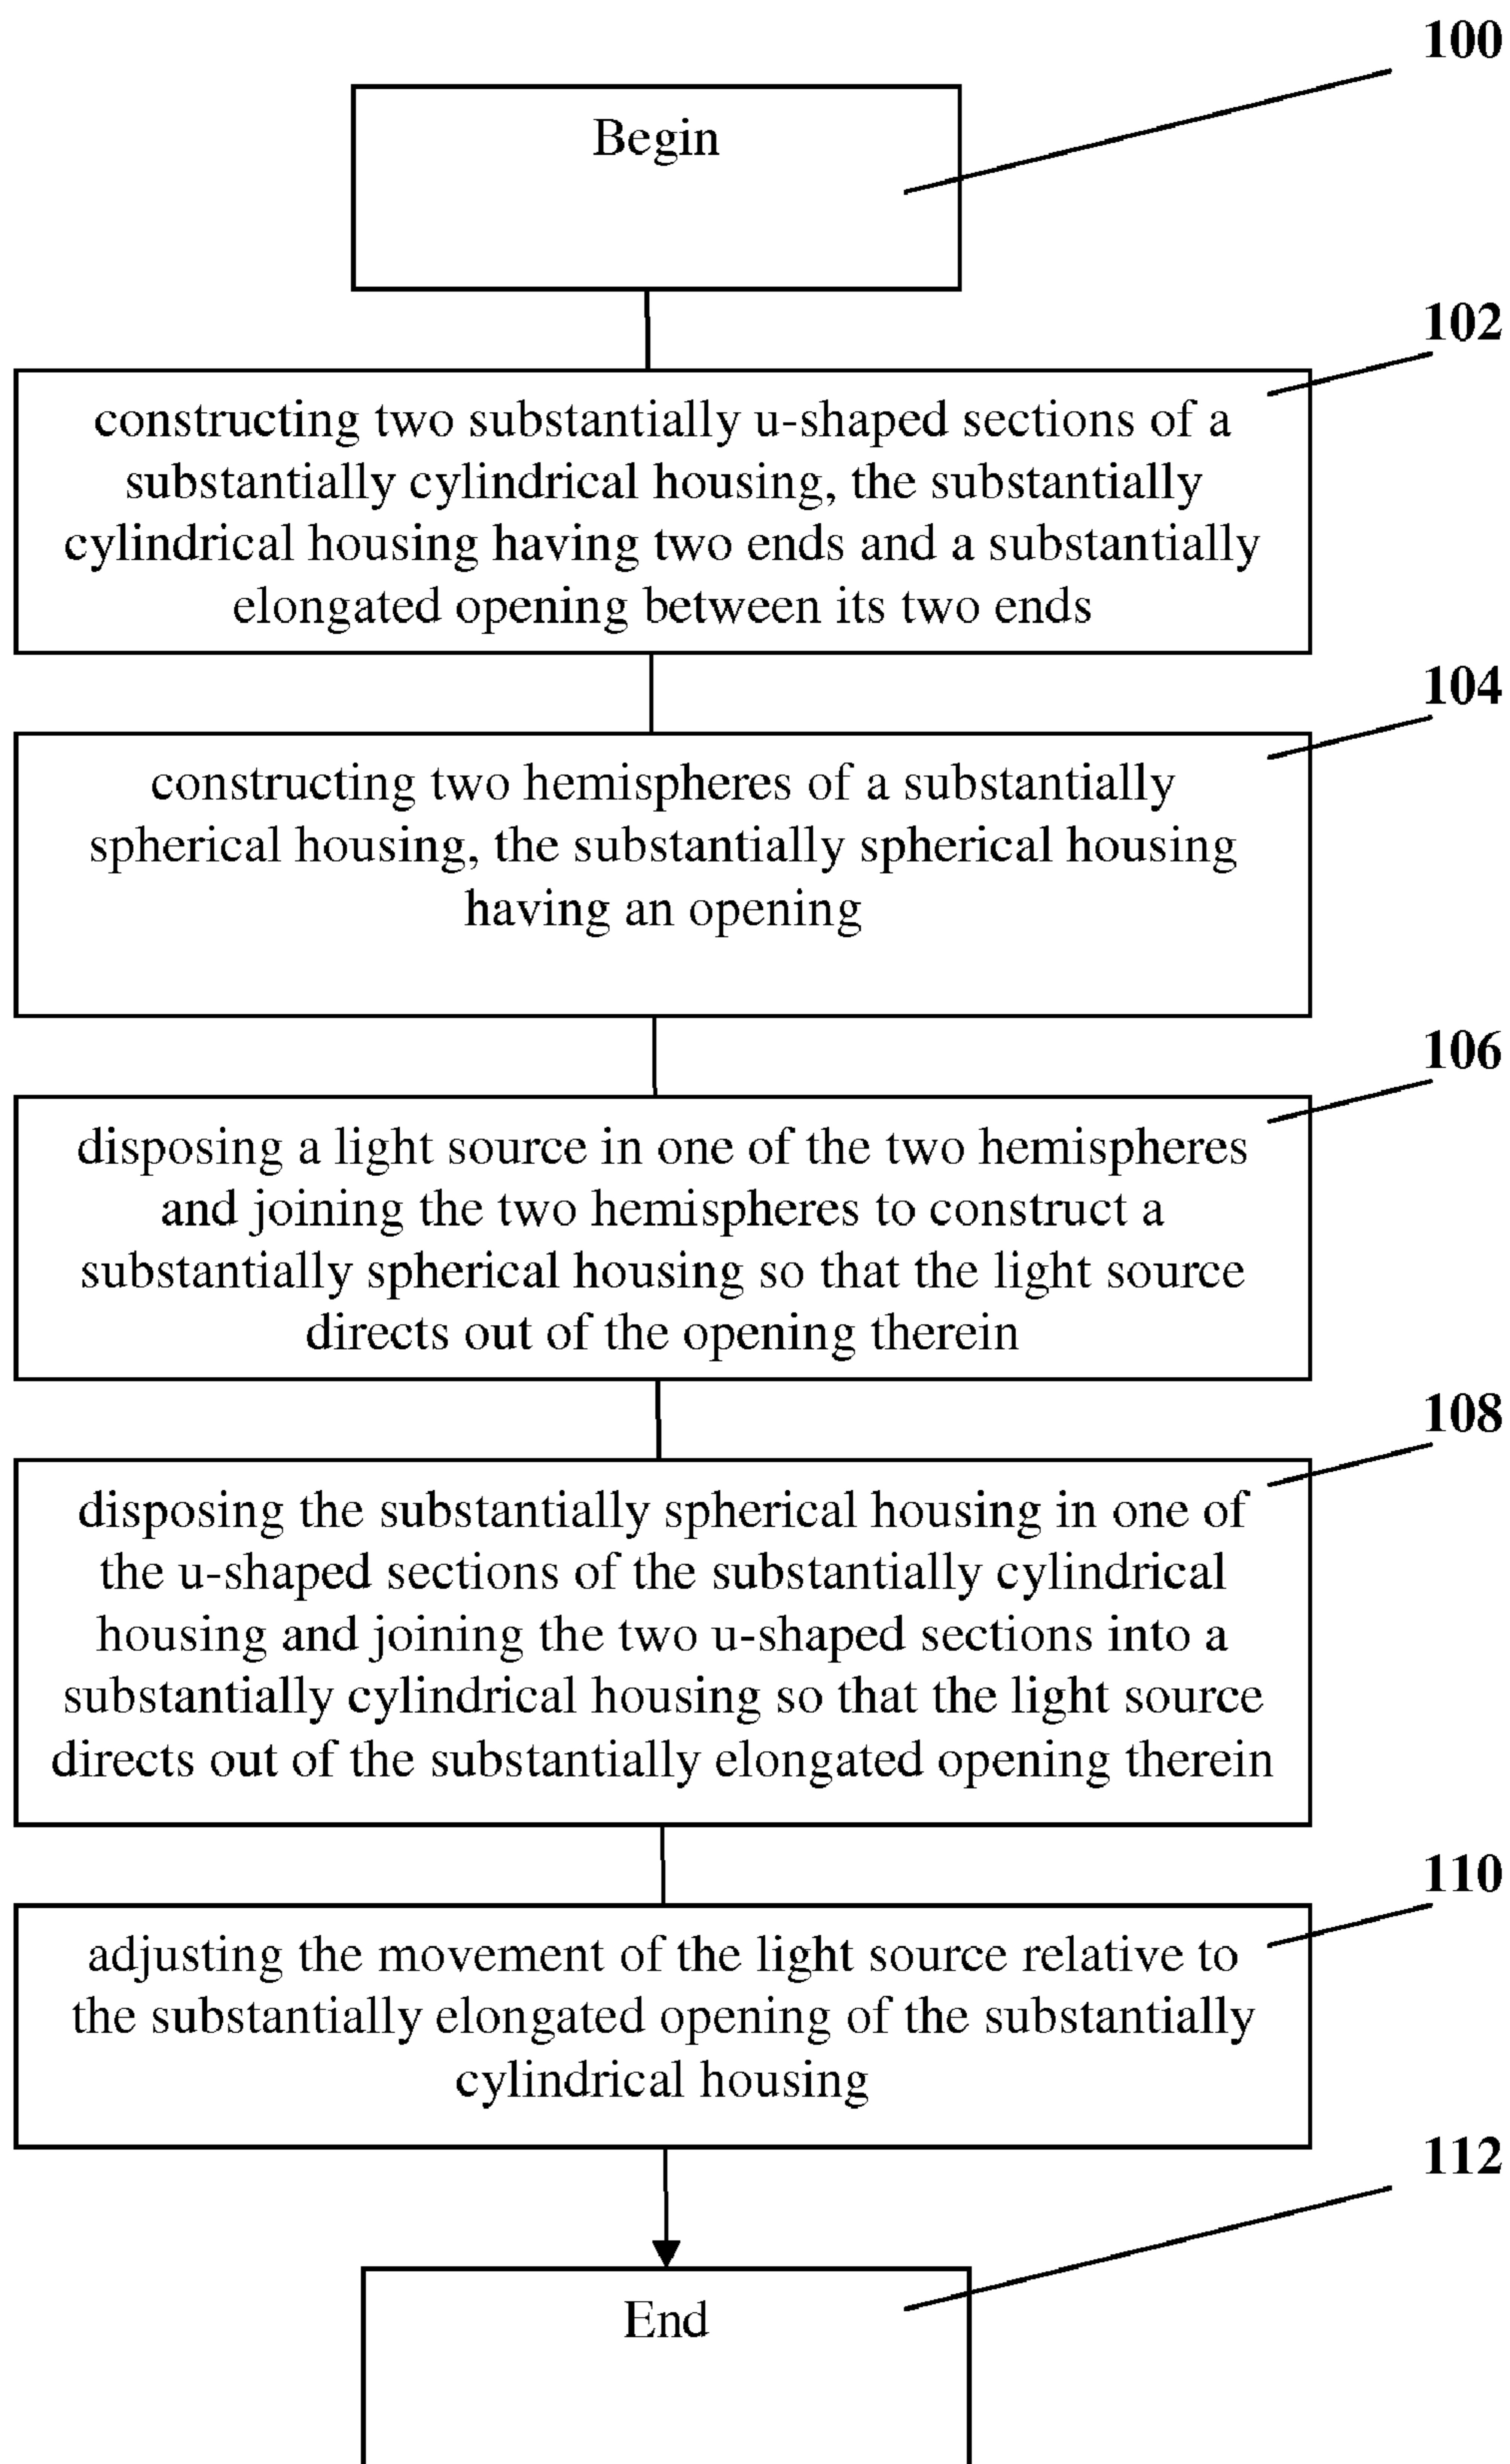 100
Begin
102
constructing two substantially u-shaped sections of a
substantially cylindrical housing, the substantially
cylindrical housing having two ends and a substantially
elongated opening between its two ends
104
constructing two hemispheres of a substantially
spherical housing, the substantially spherical housing
having an opening
106
disposing a light source in one of the two hemispheres
and joining the two hemispheres to construct a
substantially spherical housing so that the light source
directs out of the opening therein
108
disposing the substantially spherical housing in one of
the u-shaped sections of the substantially cylindrical
housing and joining the two u-shaped sections into a
substantially cylindrical housing so that the light source
directs out of the substantially elongated opening therein
110
adjusting the movement of the light source relative to
the substantially elongated opening of the substantially
cylindrical housing
112
End